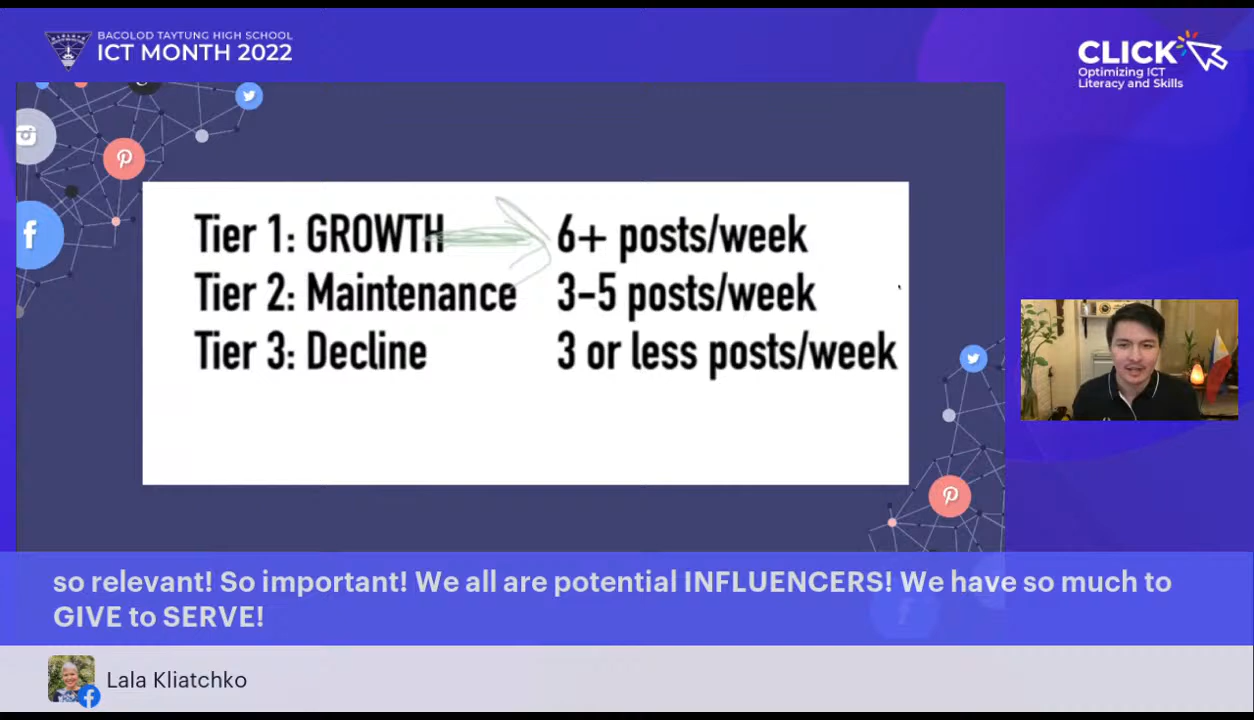 BACOLOD TAYTUNG HIGH SCHOOL
ICT MONTH 2022
CLICK
Optimizing ICT
Literacy and Skills
Tier 1: GROWTH 6+ posts/week
Tier 2: Maintenance 3-5 posts/week
Tier 3: Decline 3 or less posts/week
so relevant! So important! We all are potential INFLUENCERS! We have so much to
GIVE to SERVE!
Lala Kliatchko